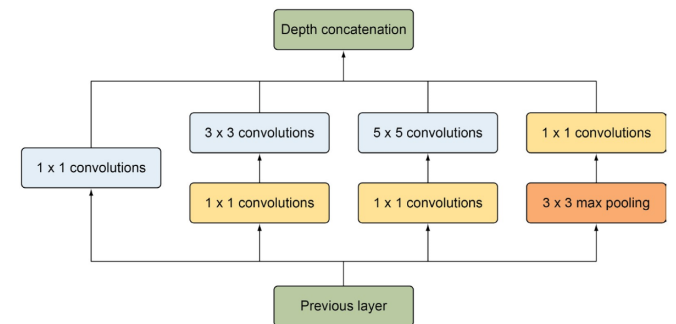 Depth concatenation
3 x 3 convolutions
5 x 5 convolutions
1 x 1 convolutions
1 x 1 convolutions
1 x 1 convolutions
1 x 1 convolutions
3 x 3 max pooling
Previous layer